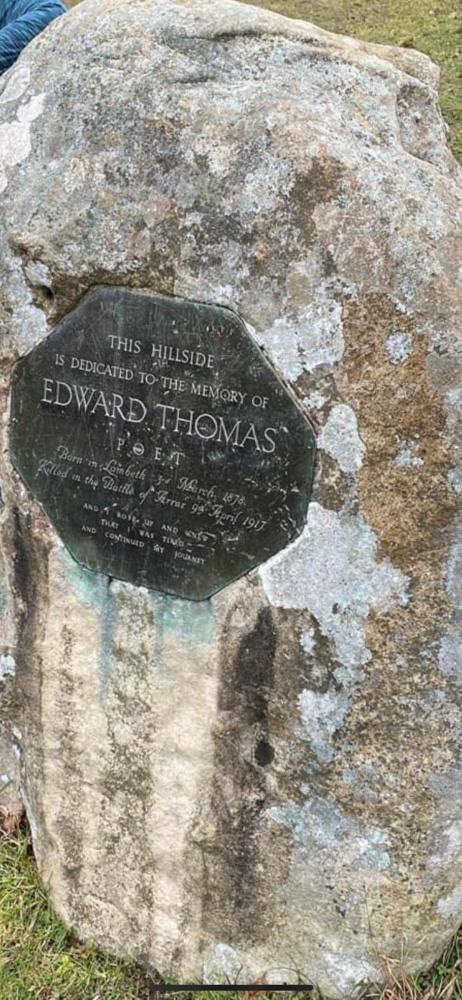 THIS HILLSIDE
IS DEDICATED TO THE MEMORY OF
EDWARD THOMAS
POET
Born in Lambeth 3rd March 1878
Killed in the Battle of Arras 9th April 1917
AND I ROSE UP AND KNEW
THAT I WAS TIRED
AND CONTINUED MY JOURNEY